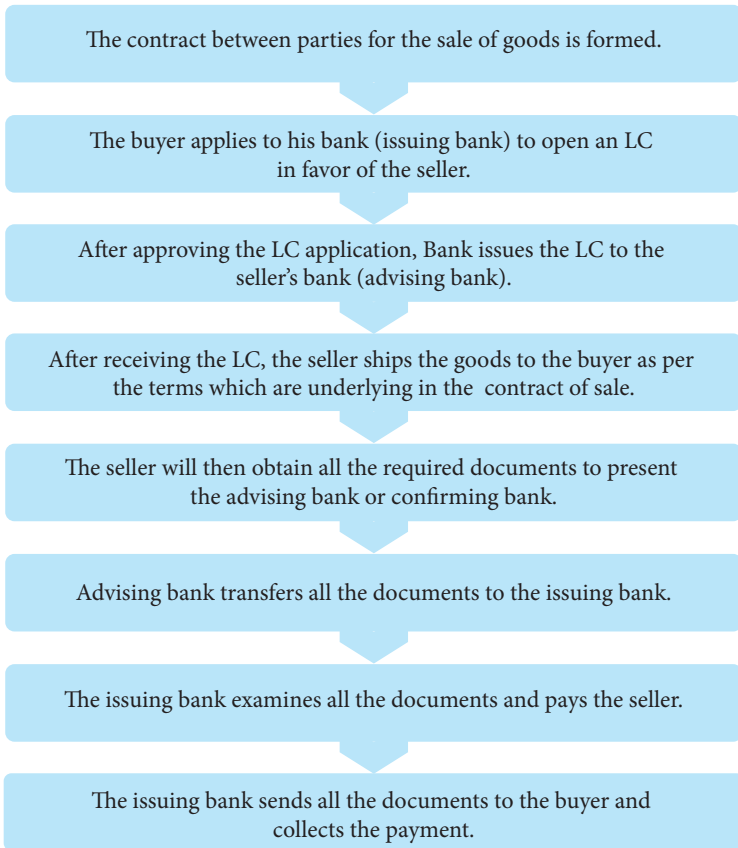 The contract between parties for the sale of goods is formed.
The buyer applies to his bank (issuing bank) to open an LC
in favor of the seller.
After approving the LC application, Bank issues the LC to the
seller's bank (advising bank).
After receiving the LC, the seller ships the goods to the buyer as per
the terms which are underlying in the contract of sale.
The seller will then obtain all the required documents to present
the advising bank or confirming bank.
Advising bank transfers all the documents to the issuing bank.
The issuing bank examines all the documents and pays the seller.
The issuing bank sends all the documents to the buyer and
collects the payment.